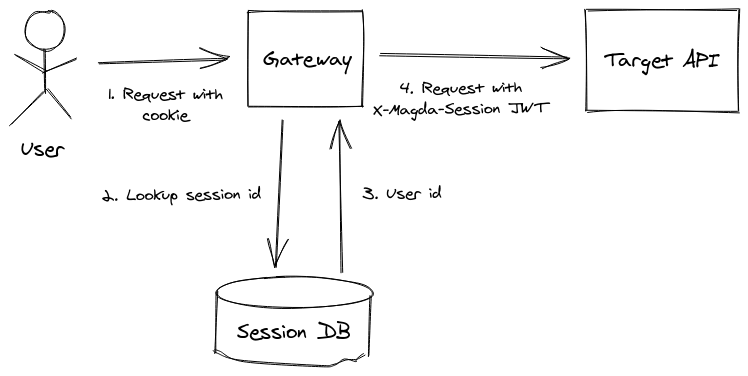 User
1. Request with
cookie
Gateway
4. Request with
X-Magda-Session JWT
Target API
2. Lookup session id
3. User id
Session DB